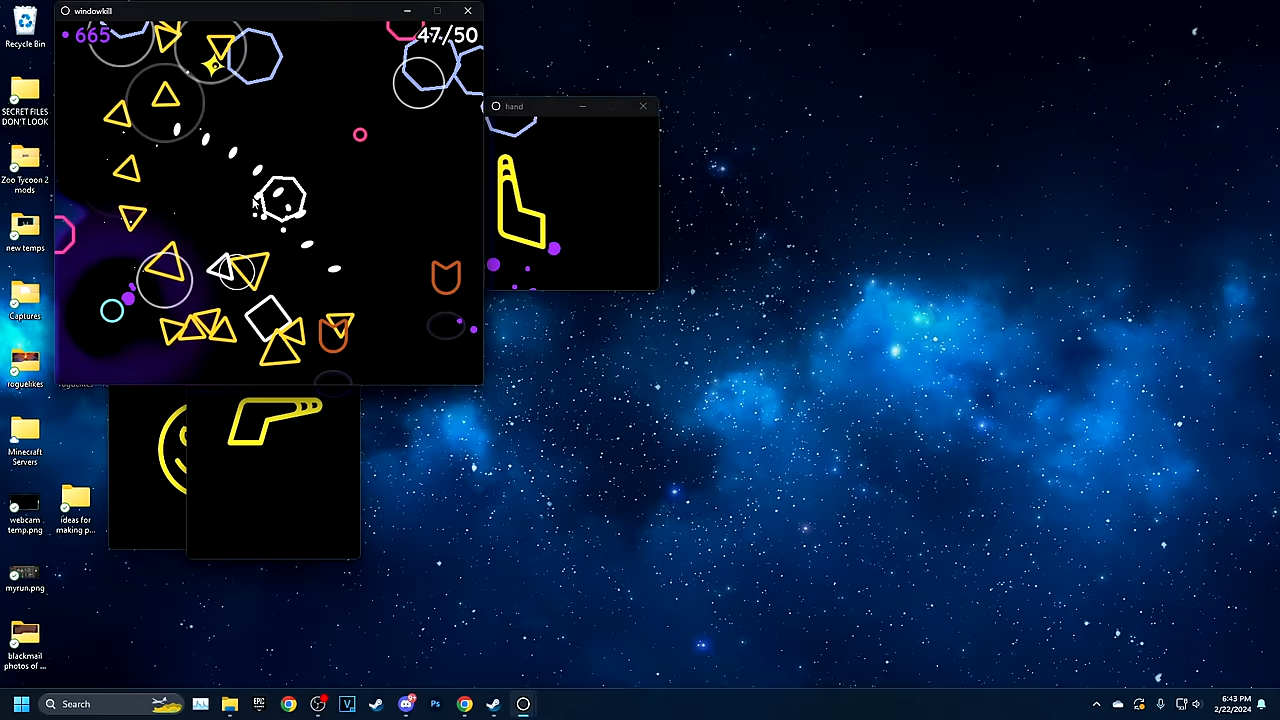 windowkill
• 665
47/50
hand
Recycle Bin
SECRET FILES
DON'T LOOK
Zoo Tycoon 2
mods
new temps
Captures
roguelikes
Minecraft
Servers
webcam
temp.png
ideas for
making p...
myrun.png
blackmail
photos of ...
Search
EPIC
Ps
6:43 PM
2/22/2024